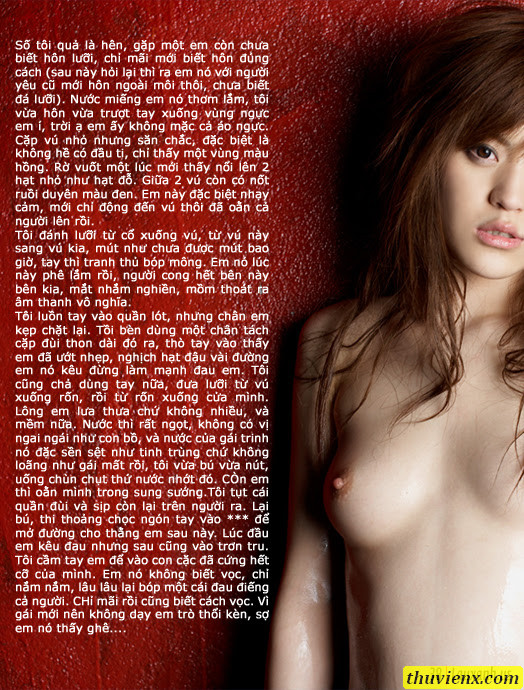 Số tôi quả là hên, gặp một em còn chưa
biết hôn lưỡi, chỉ mãi mới biết hôn đúng
cách (sau này hỏi lại thì ra em nó với người
yêu cũ mới hôn ngoài môi thôi, chưa biết
đá lưỡi). Nước miếng em nó thơm lắm, tôi
vừa hôn vừa trượt tay xuống vùng ngực
em í, trời ạ em ấy không mặc cả áo ngực.
Cặp vú nhỏ nhưng săn chắc, đặc biệt là
không hề có đầu ti, chỉ thấy một vùng màu
hồng. Rờ vuốt một lúc mới thấy nổi lên 2
hạt nhỏ như hạt đỗ. Giữa 2 vú còn có nốt
ruồi duyên màu đen. Em này đặc biệt nhạy
cảm, mới chỉ động đến vú thôi đã oằn cả
người lên rồi.
Tôi đánh lưỡi từ cổ xuống vú, từ vú này
sang vú kia, mút như chưa được mút bao
giờ, tay thì tranh thủ bóp mông. Em nó lúc
này phê lắm rồi, người cong hết bên này
bên kia, mắt nhắm nghiền, mồm thoát ra
âm thanh vô nghĩa.
Tôi luồn tay vào quần lót, nhưng chân em
kẹp chặt lại. Tôi bèn dùng một chân tách
cặp đùi thon dài đó ra, thò tay vào thấy
em đã ướt nhẹp, nghịch hạt đậu vài đường
em nó kêu đừng làm mạnh đau em. Tôi
cũng chả dùng tay nữa, đưa lưỡi từ vú
xuống rốn, rồi từ rốn xuống cửa mình.
Lông em lưa thưa chứ không nhiều, và
mềm nữa. Nước thì rất ngọt, không có vị
ngai ngái như con bồ, và nước của gái trinh
nó đặc sền sệt như tinh trùng chứ không
loãng như gái mất rồi, tôi vừa bú vừa nút,
uống chùn chụt thứ nước nhớt đó. CÒn em
thì oằn mình trong sung sướng.Tôi tụt cái
quần đùi và sịp còn lại trên người ra. Lại
bú, thi thoảng chọc ngón tay vào *** để
mở đường cho thằng em sau này. Lúc đầu
em kêu đau nhưng sau cũng vào trơn tru.
Tôi cầm tay em để vào con cặc đã cứng hết
cỡ của mình. Em nó không biết vọc, chỉ
nắm nắm, lâu lâu lại bóp một cái đau điếng
cả người. CHỉ mãi rồi cũng biết cách vọc. Vì
gái mới nên không dạy em trò thổi kèn, sợ
em nó thấy ghê....
thuvienx.com